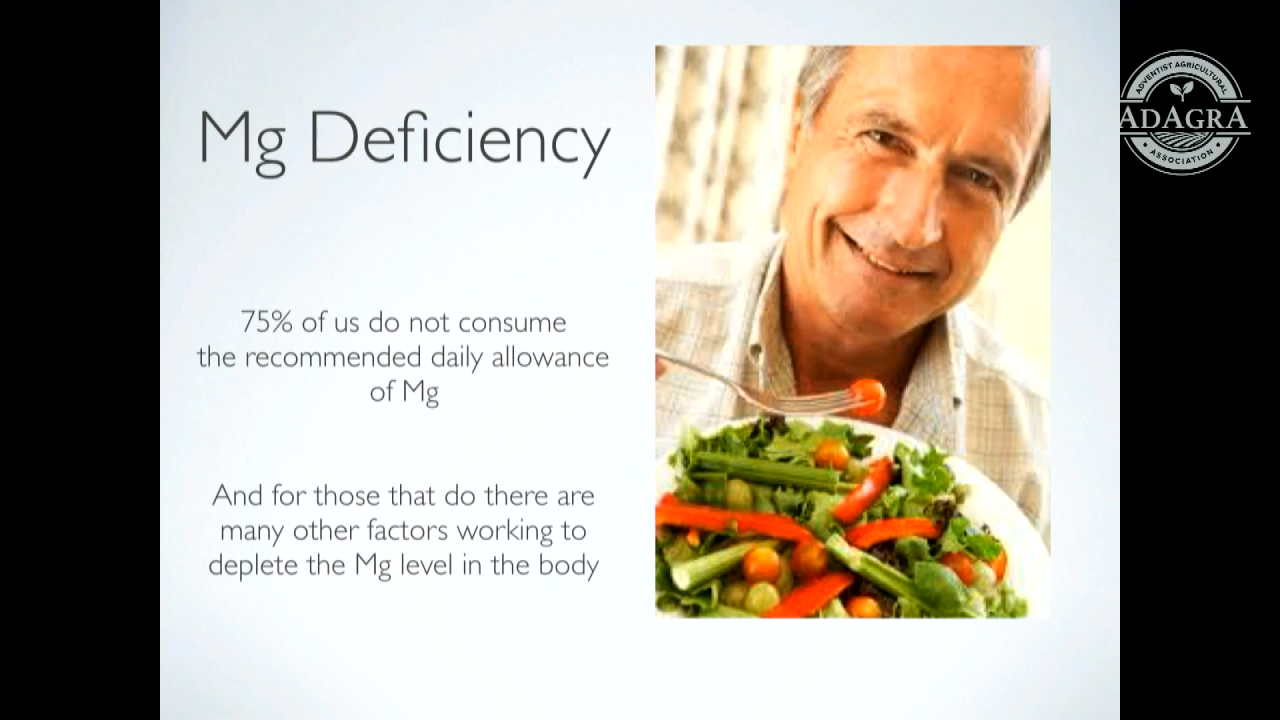 Mg Deficiency
75% of us do not consume
the recommended daily allowance
of Mg
And for those that do there are
many other factors working to
deplete the Mg level in the body
ADVENTIST AGRICULTURAL
ADAGRA
• ASSOCIATION •